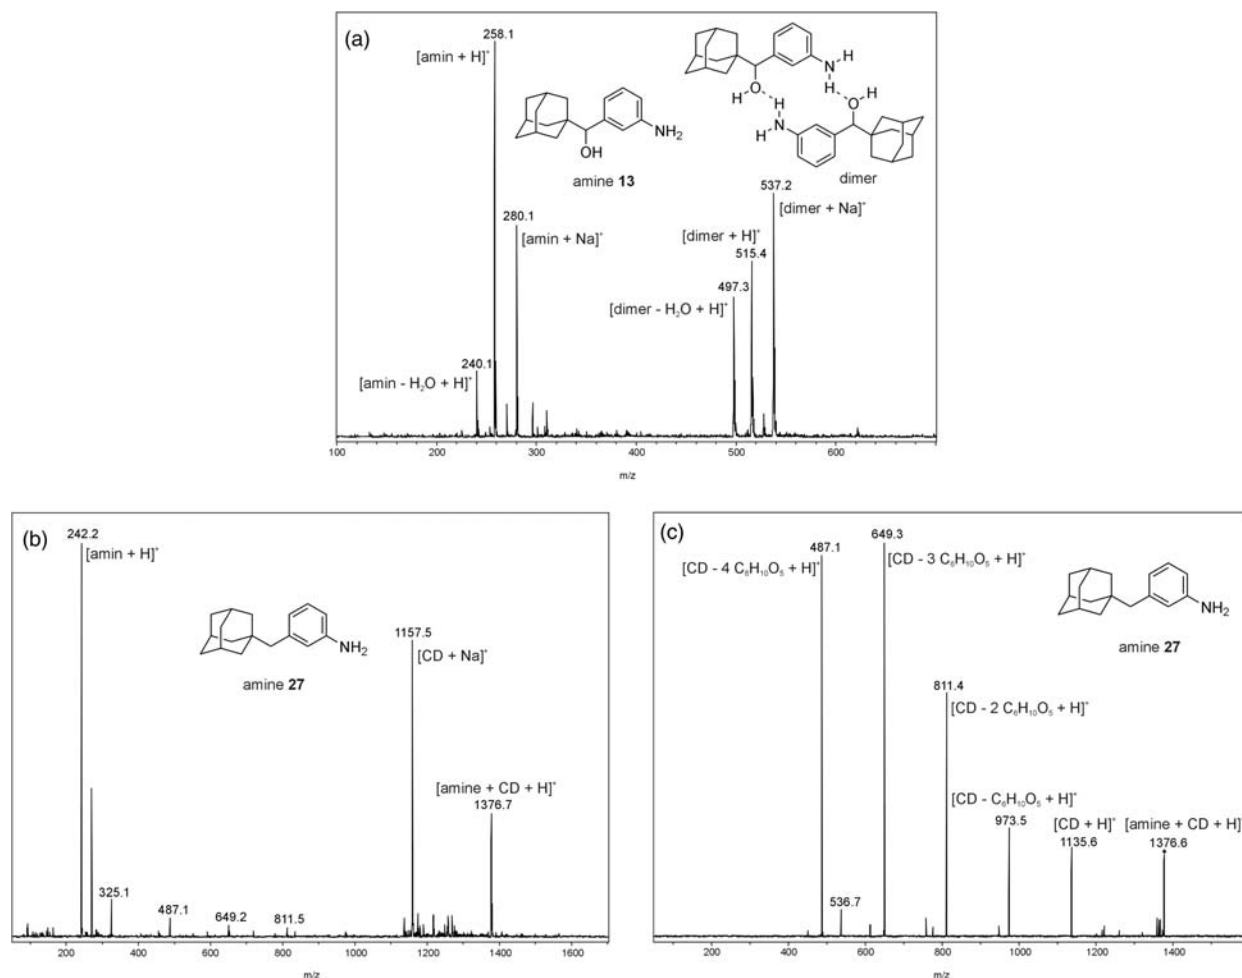 (a)
258.1
[amin + H]⁺
NH₂
OH
amine 13
280.1
[amin + Na]⁺
H
N
H
H
O
H
O
H
H
N
H
dimer
537.2
[dimer + Na]⁺
[dimer + H]⁺
515.4
497.3
[dimer - H₂O + H]⁺
240.1
[amin - H₂O + H]⁺
100 200 300 400 500 600
m/z
(b)
242.2
[amin + H]⁺
NH₂
amine 27
1157.5
[CD + Na]⁺
[amine + CD + H]⁺
1376.7
325.1
487.1
649.2
811.5
200 400 600 800 1000 1200 1400 1600
m/z
(c)
649.3
487.1
[CD - 3 C₆H₁₀O₅ + H]⁺
[CD - 4 C₆H₁₀O₅ + H]⁺
NH₂
amine 27
811.4
[CD - 2 C₆H₁₀O₅ + H]⁺
[CD - C₆H₁₀O₅ + H]⁺
973.5
[CD + H]⁺
1135.6
[amine + CD + H]⁺
1376.6
536.7
200 400 600 800 1000 1200 1400
m/z